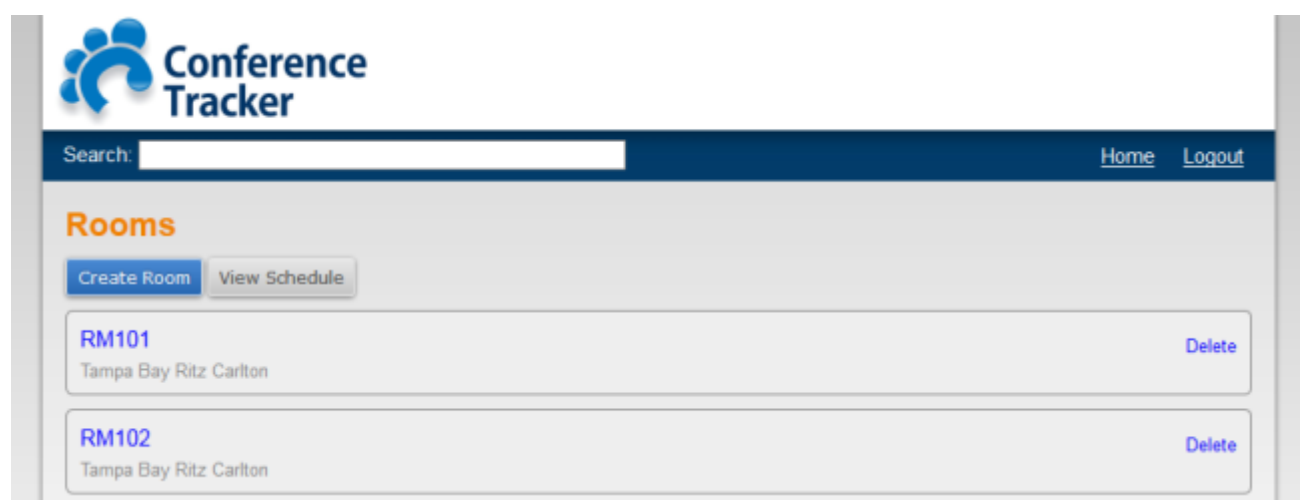 Conference
Tracker
Search:
Home Logout
Rooms
Create Room View Schedule
RM101
Delete
Tampa Bay Ritz Carlton
RM102
Delete
Tampa Bay Ritz Carlton